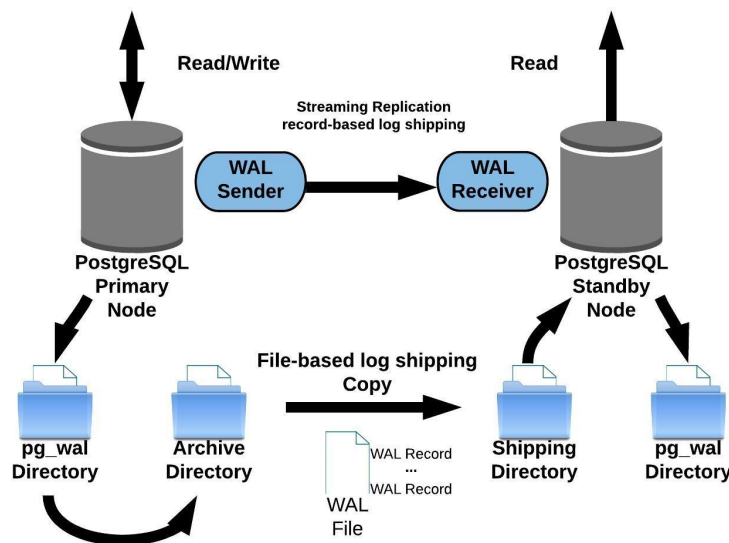 Read/Write
Read
Streaming Replication
record-based log shipping
WAL
Sender
WAL
Receiver
PostgreSQL
Primary
Node
PostgreSQL
Standby
Node
File-based log shipping
Copy
pg_wal
Directory
Archive
Directory
WAL Record
...
WAL Record
WAL
File
Shipping
Directory
pg_wal
Directory